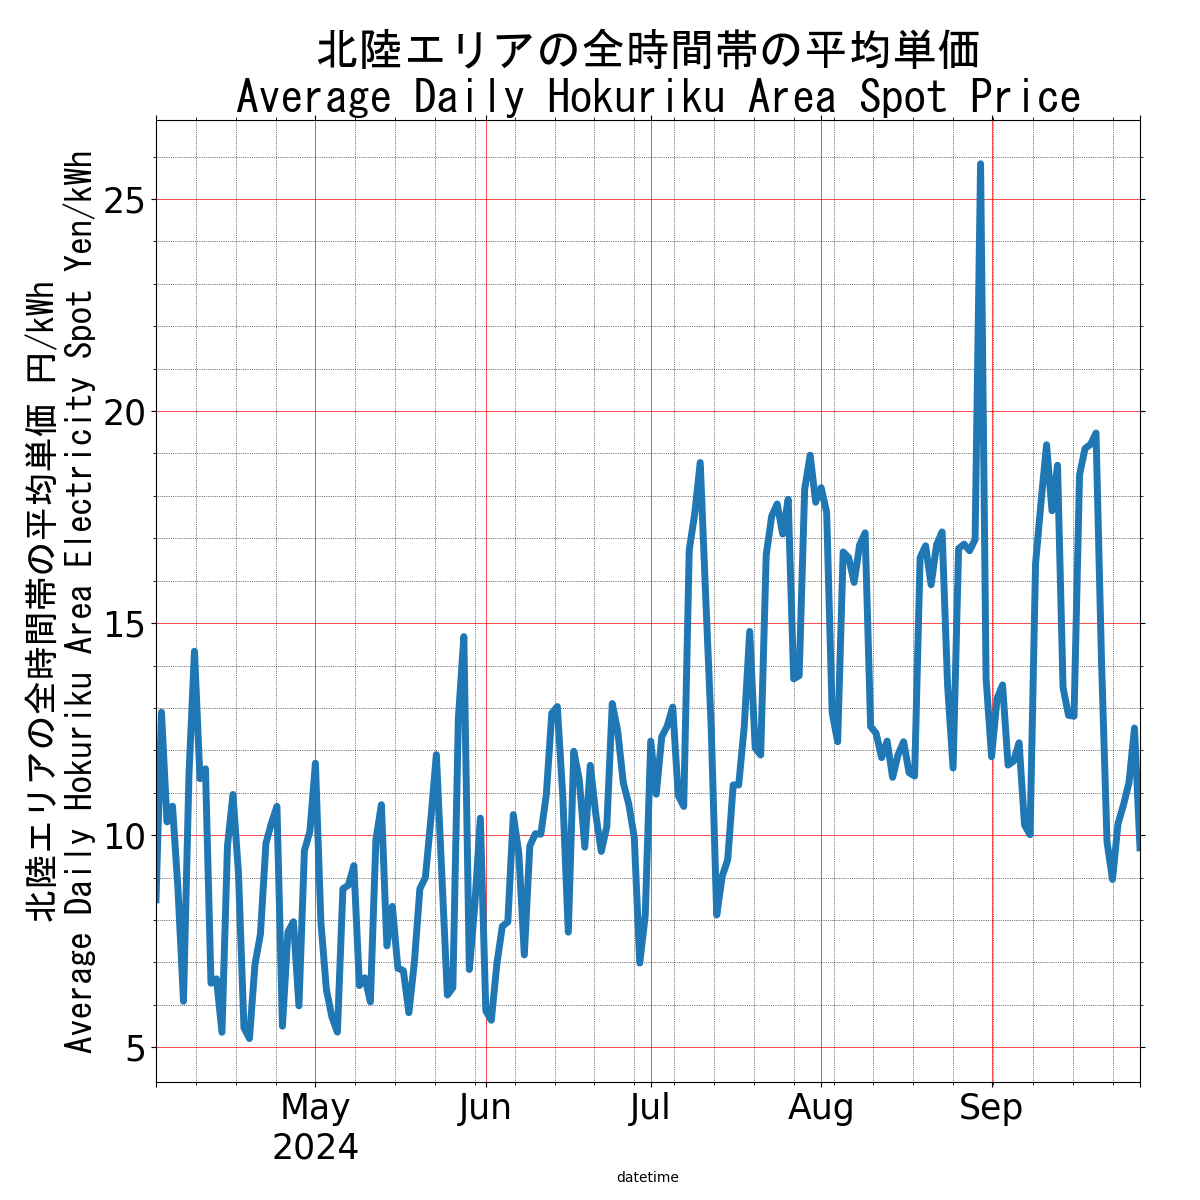 北陸エリアの全時間帯の平均単価
Average Daily Hokuriku Area Spot Price
北陸エリアの全時間帯の平均単価 円/kWh
Average Daily Hokuriku Area Electricity Spot Yen/kWh
25
20
15
10
5
May
2024
Jun
Jul
Aug
Sep
datetime